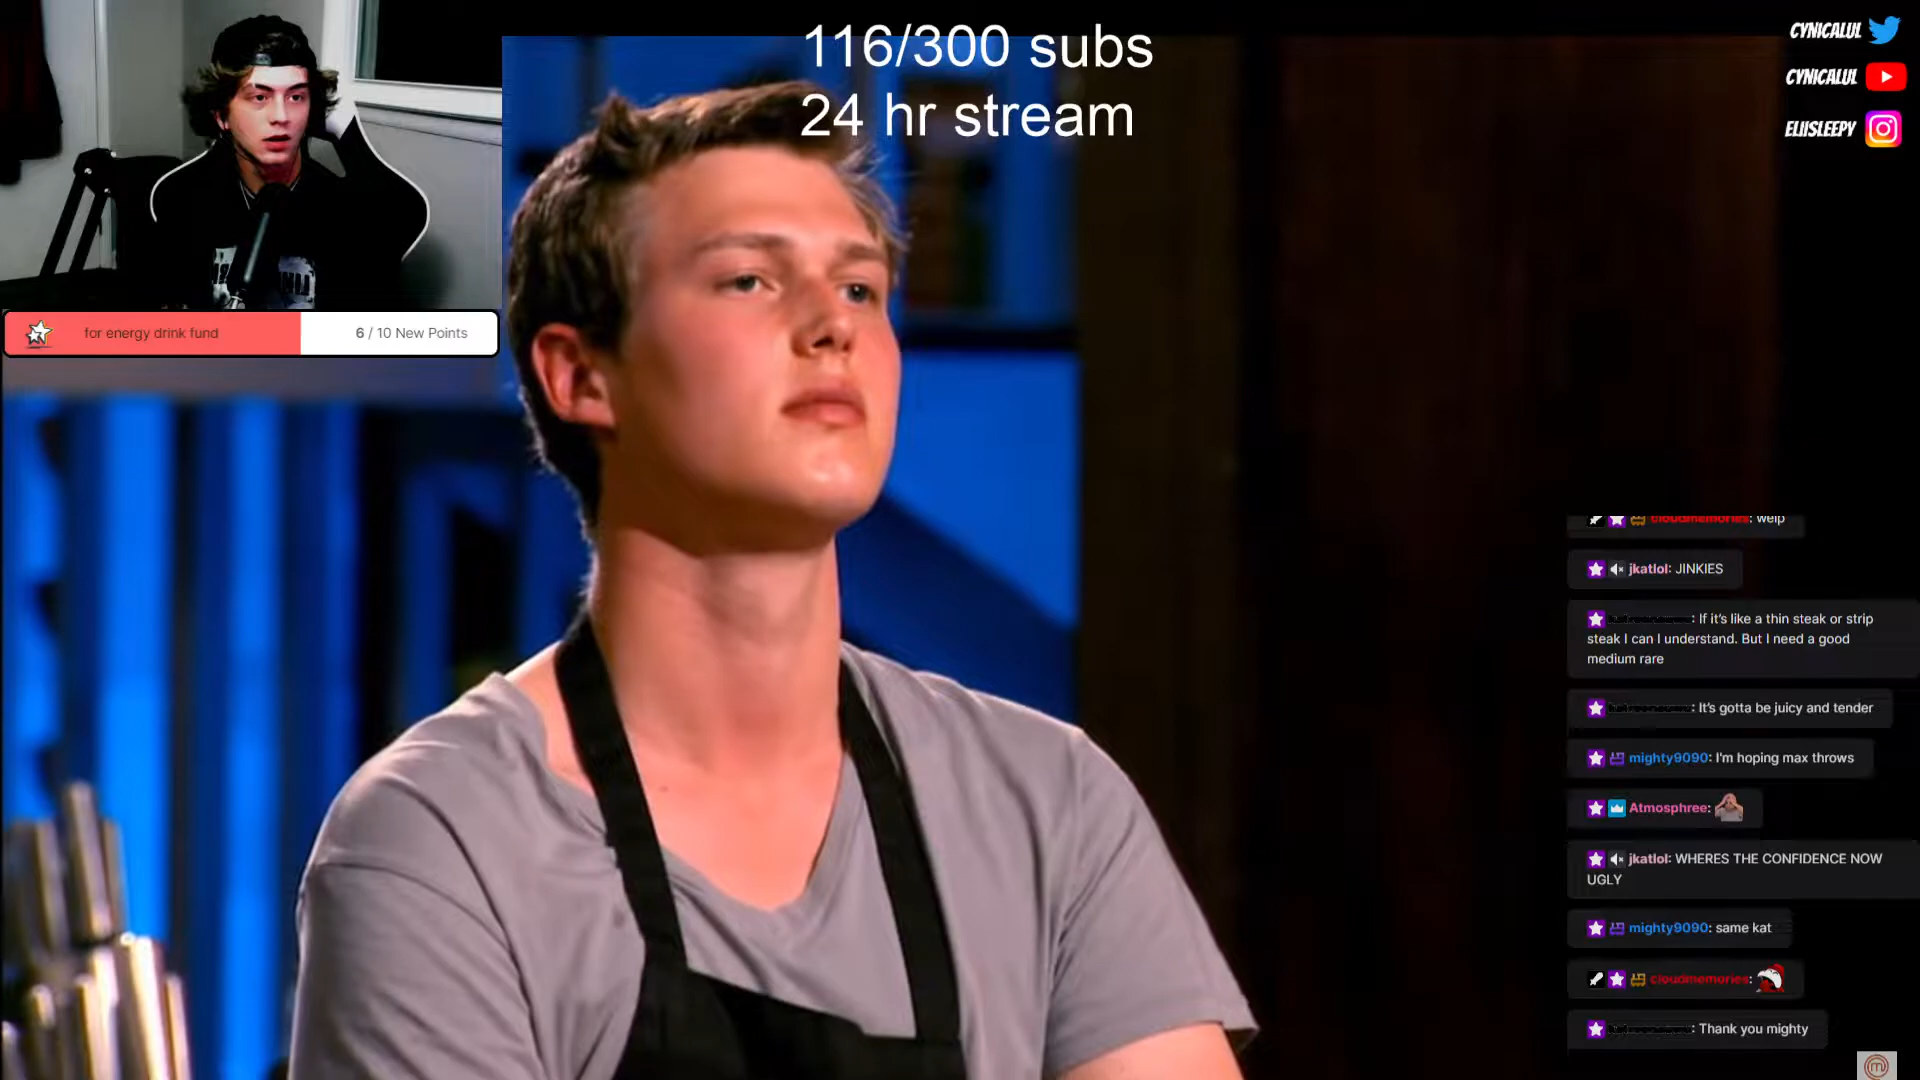 116/300 subs
24 hr stream
CYNICALUL
CYNICALUL
ELIISLEEPY
for energy drink fund
6 / 10 New Points
cloudmemories: welp
jkatlol: JINKIES
: If it's like a thin steak or strip
steak I can I understand. But I need a good
medium rare
: It's gotta be juicy and tender
mighty9090: I'm hoping max throws
Atmosphree:
jkatlol: WHERES THE CONFIDENCE NOW
UGLY
mighty9090: same kat
cloudmemories:
: Thank you mighty